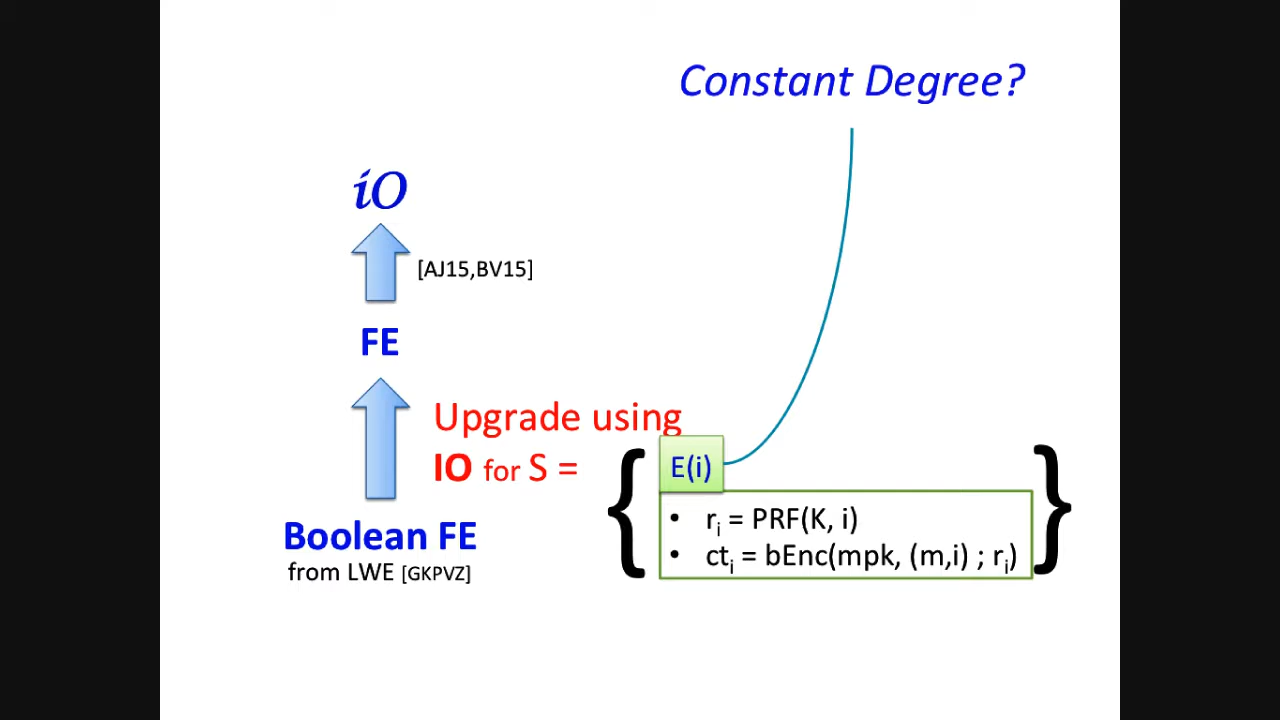 Constant Degree?
iO
[AJ15,BV15]
FE
Upgrade using
IO for S =
{
E(i)
• rᵢ = PRF(K, i)
• ctᵢ = bEnc(mpk, (m,i) ; rᵢ)
}
Boolean FE
from LWE [GKPVZ]